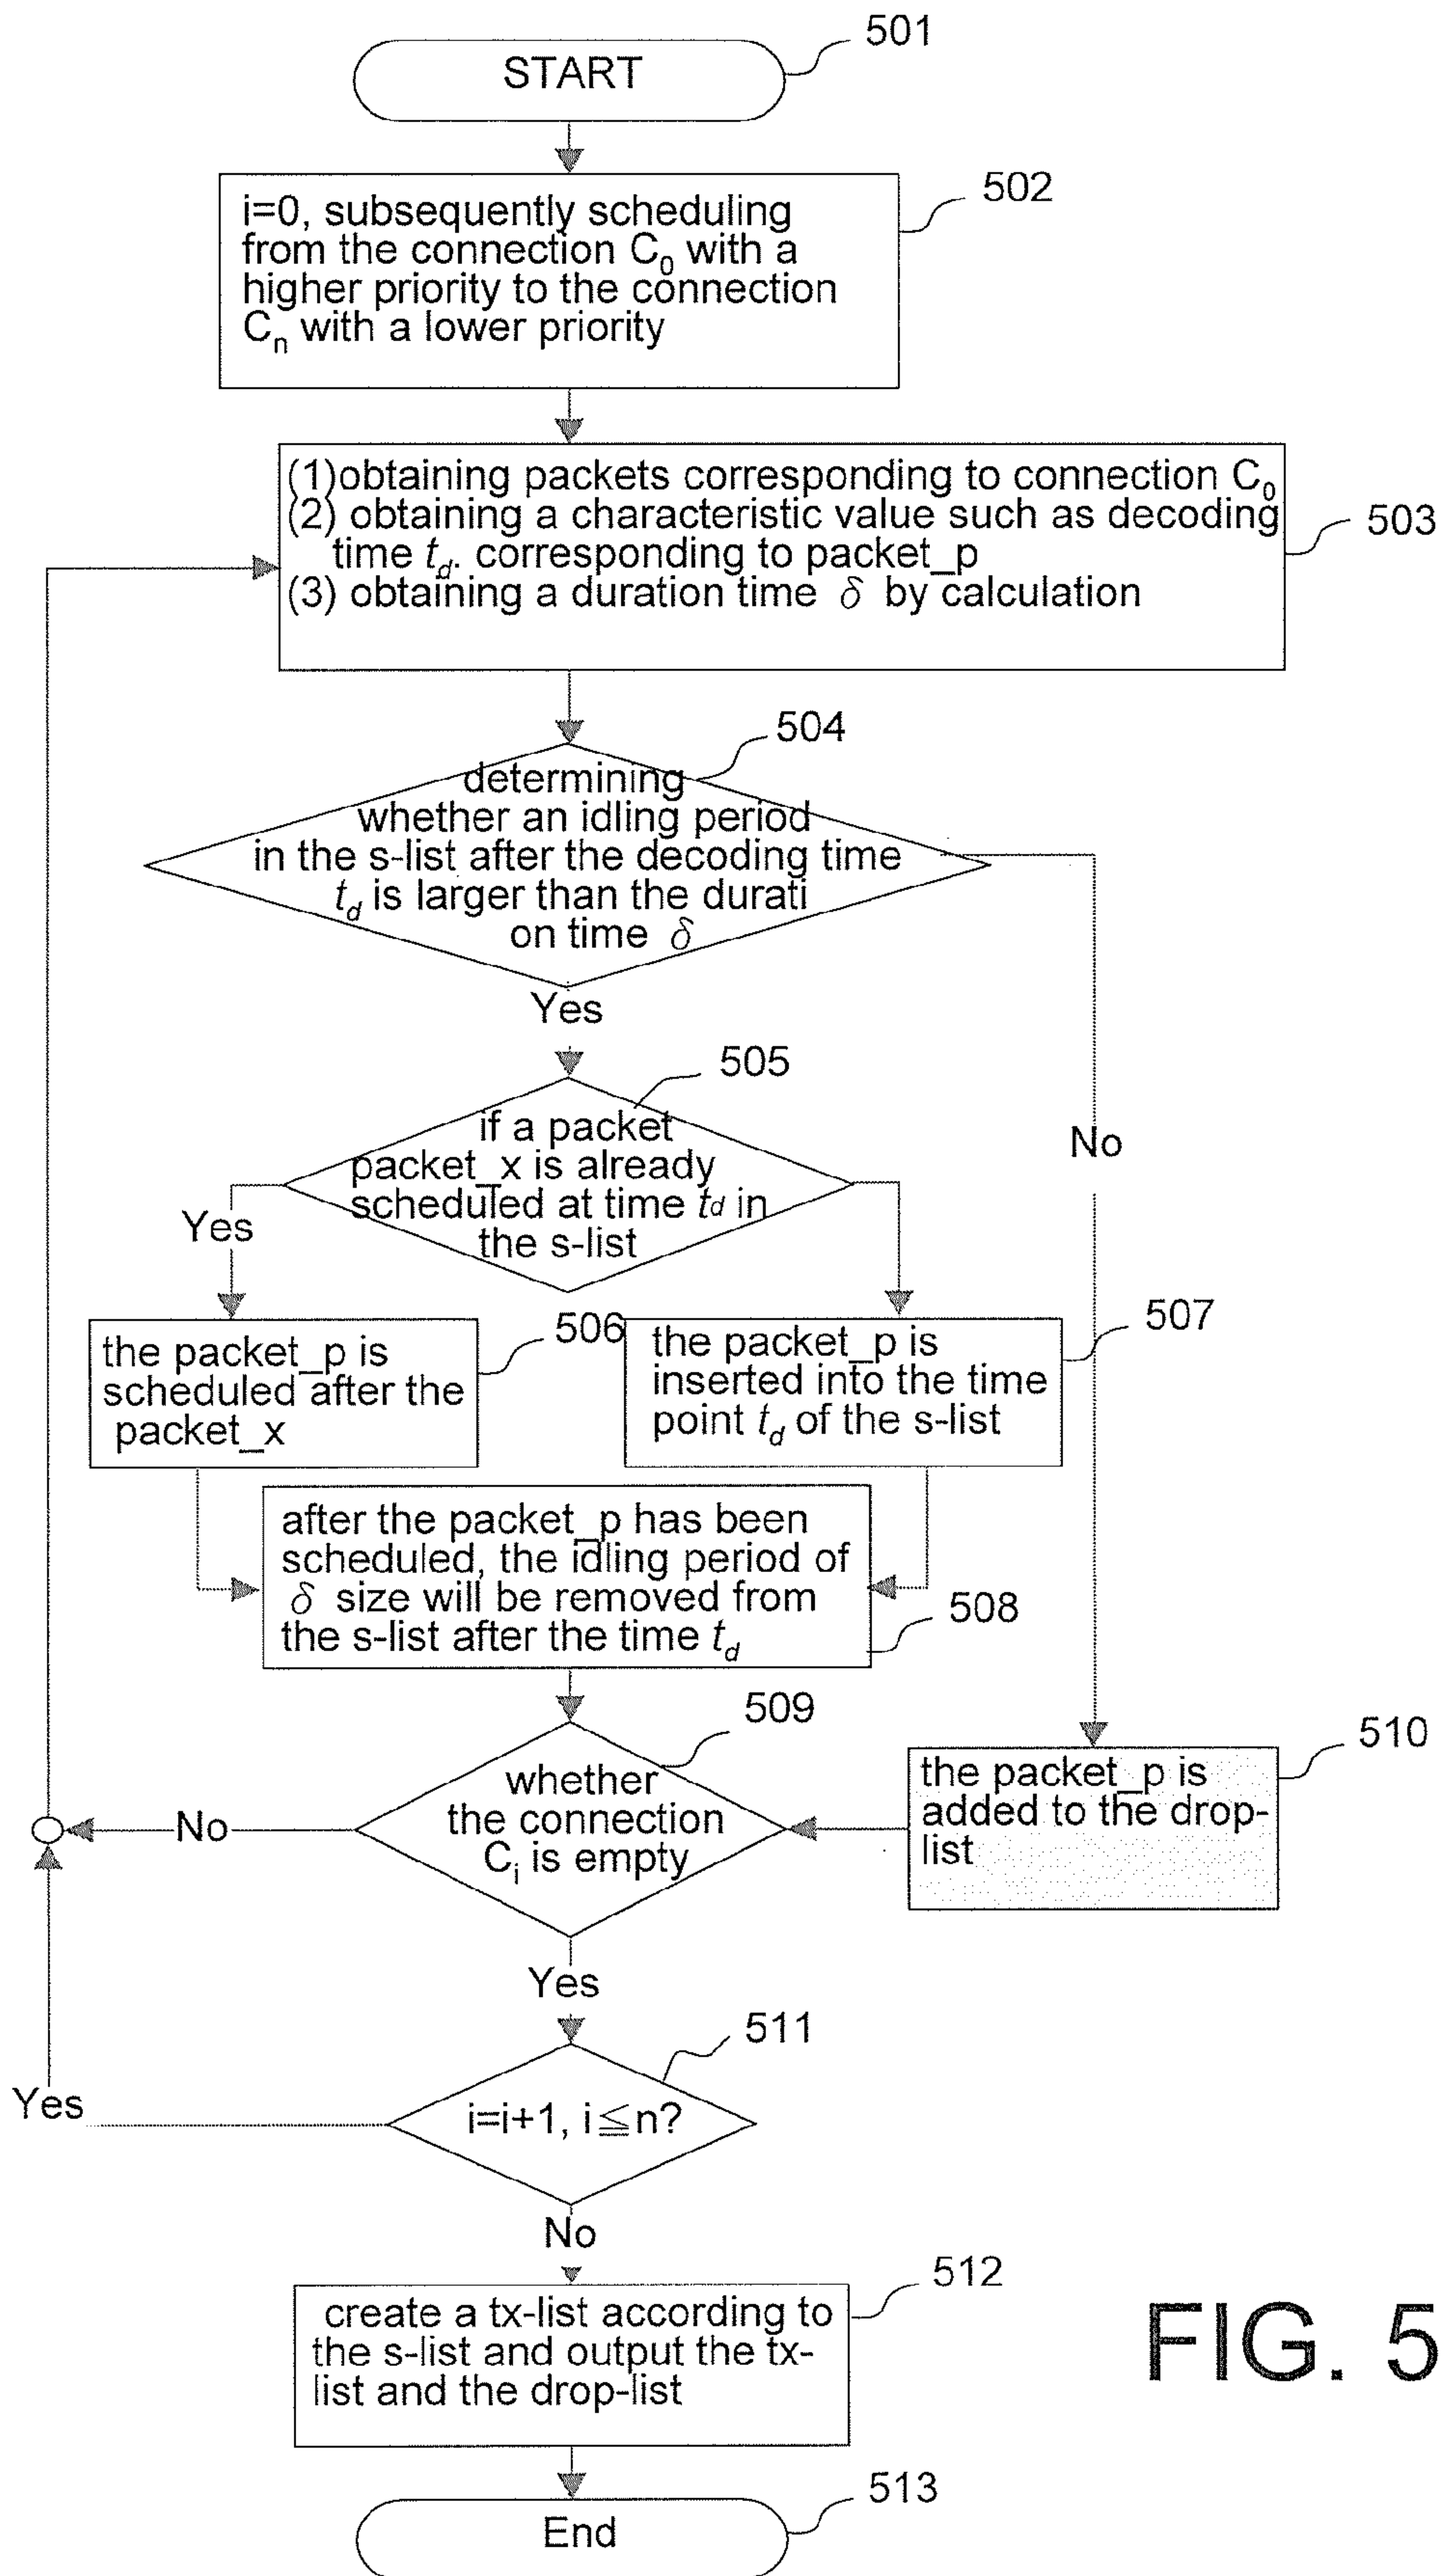 START
501
i=0, subsequently scheduling
from the connection C0 with a
higher priority to the connection
Cn with a lower priority
502
(1)obtaining packets corresponding to connection C0
(2) obtaining a characteristic value such as decoding
time td. corresponding to packet_p
(3) obtaining a duration time δ by calculation
503
504
determining
whether an idling period
in the s-list after the decoding time
td is larger than the durati
on time δ
Yes
No
505
if a packet
packet_x is already
scheduled at time td in
the s-list
Yes
506
the packet_p is
scheduled after the
packet_x
507
the packet_p is
inserted into the time
point td of the s-list
after the packet_p has been
scheduled, the idling period of
δ size will be removed from
the s-list after the time td
508
509
whether
the connection
Ci is empty
No
510
the packet_p is
added to the drop-
list
Yes
511
i=i+1, i≦n?
Yes
No
512
create a tx-list according to
the s-list and output the tx-
list and the drop-list
FIG. 5
513
End